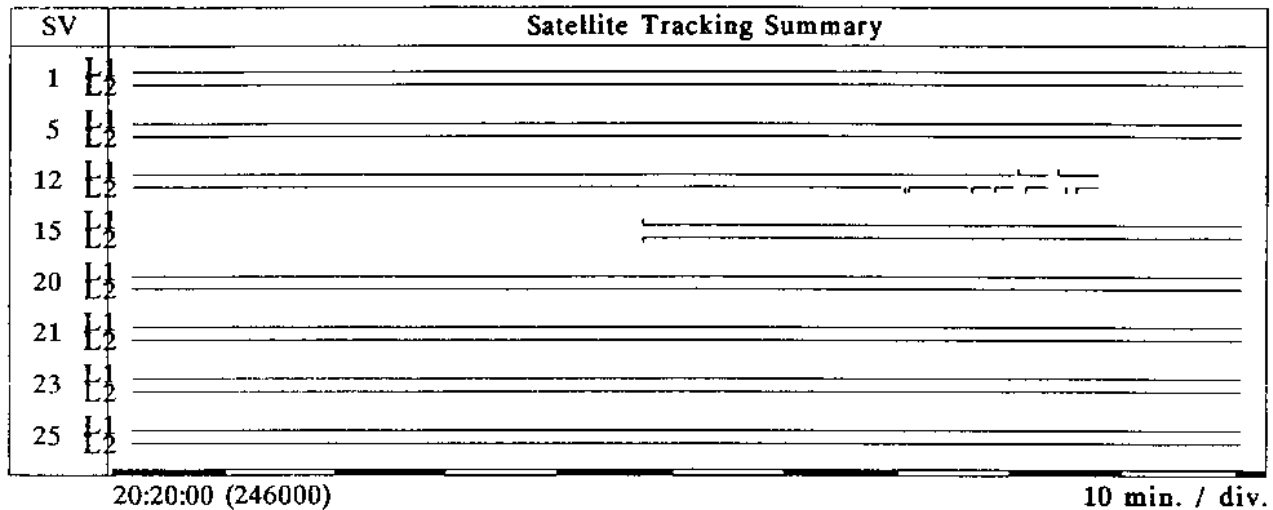 SV Satellite Tracking Summary
1 L1
L2
5 L1
L2
12 L1
L2
15 L1
L2
20 L1
L2
21 L1
L2
23 L1
L2
25 L1
L2
20:20:00 (246000) 10 min. / div.